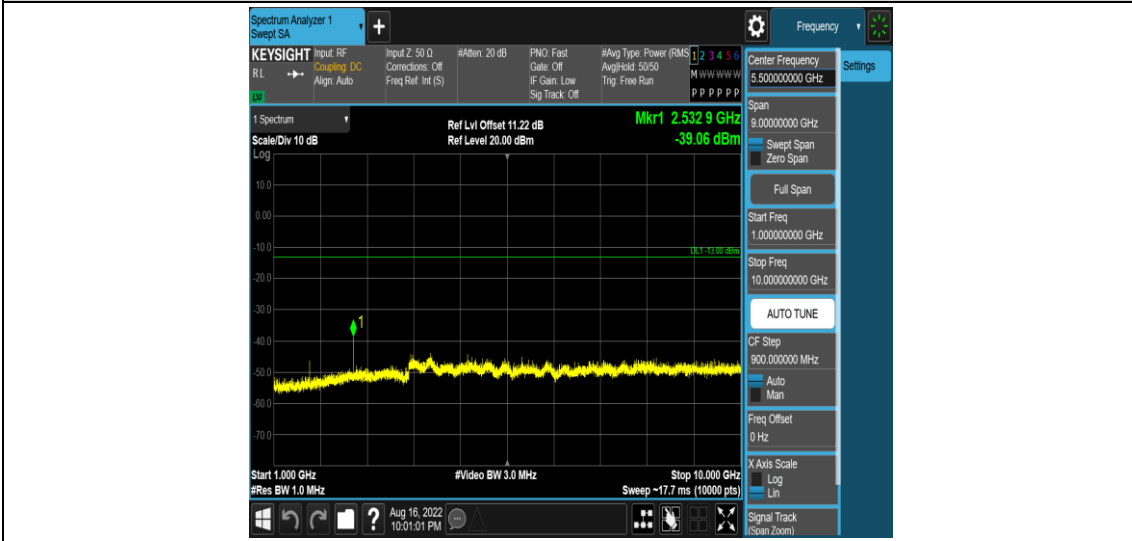 Spectrum Analyzer 1
Swept SA
+
Frequency
KEYSIGHT
RL
Input: RF
Coupling: DC
Align: Auto
Input Z: 50 Ω
Corrections: Off
Freq Ref: Int (S)
#Atten: 20 dB
PNO: Fast
Gate: Off
IF Gain: Low
Sig Track: Off
#Avg Type: Power (RMS
Avg|Hold: 50/50
Trig: Free Run
1 2 3 4 5 6
M W W W W W
P P P P P P
1 Spectrum
Scale/Div 10 dB
Log
Ref Lvl Offset 11.22 dB
Ref Level 20.00 dBm
Mkr1 2.532 9 GHz
-39.06 dBm
10.0
0.00
-10.0
DL1 -13.00 dBm
-20.0
-30.0
1
-40.0
-50.0
-60.0
-70.0
Start 1.000 GHz
#Res BW 1.0 MHz
#Video BW 3.0 MHz
Stop 10.000 GHz
Sweep ~17.7 ms (10000 pts)
?
Aug 16, 2022
10:01:01 PM
Center Frequency
5.500000000 GHz
Settings
Span
9.00000000 GHz
Swept Span
Zero Span
Full Span
Start Freq
1.000000000 GHz
Stop Freq
10.000000000 GHz
AUTO TUNE
CF Step
900.000000 MHz
Auto
Man
Freq Offset
0 Hz
X Axis Scale
Log
Lin
Signal Track
(Span Zoom)